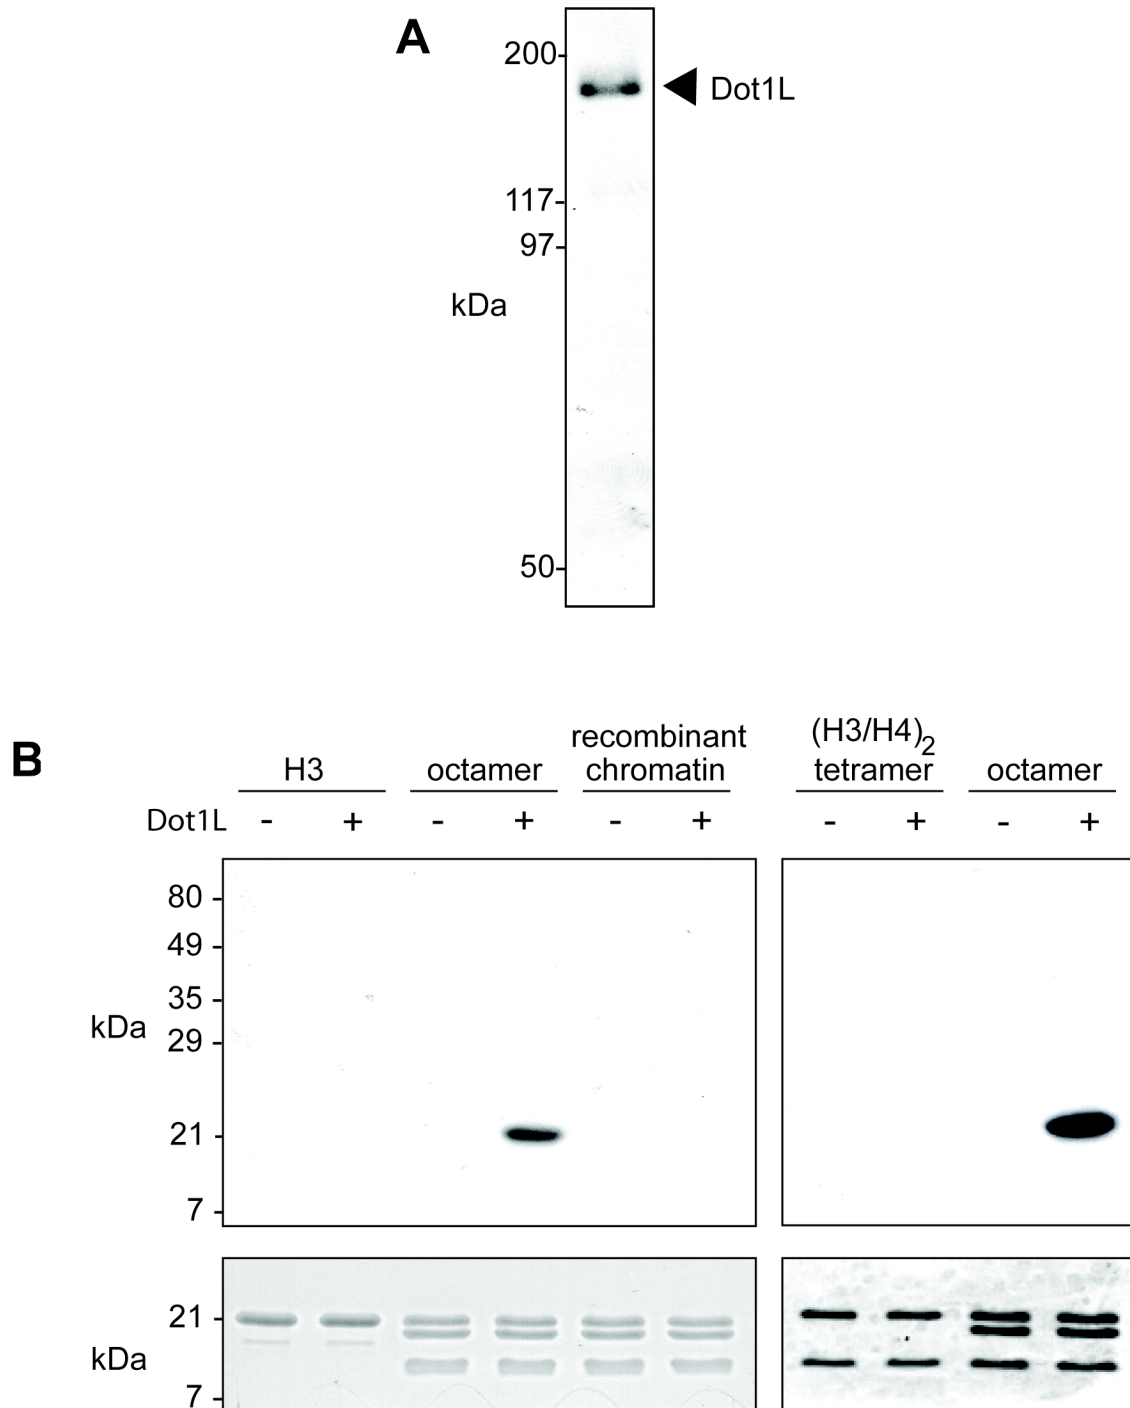 A
200
Dot1L
117
97
kDa
50
B
H3
octamer
recombinant
chromatin
(H3/H4)2
tetramer
octamer
Dot1L - + - + - + - + - +
80
49
35
kDa
29
21
7
21
kDa
7